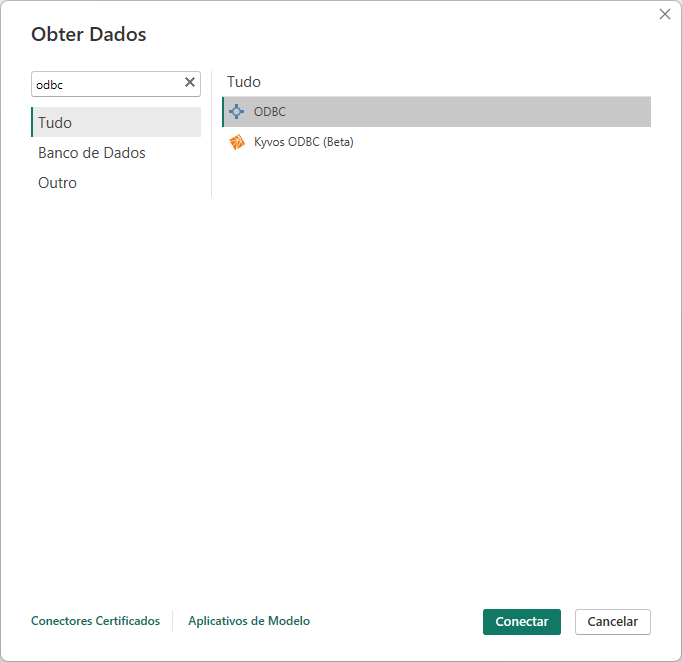 Obter Dados
odbc
Tudo
Banco de Dados
Outro
Tudo
ODBC
Kyvos ODBC (Beta)
Conectores Certificados
Aplicativos de Modelo
Conectar
Cancelar